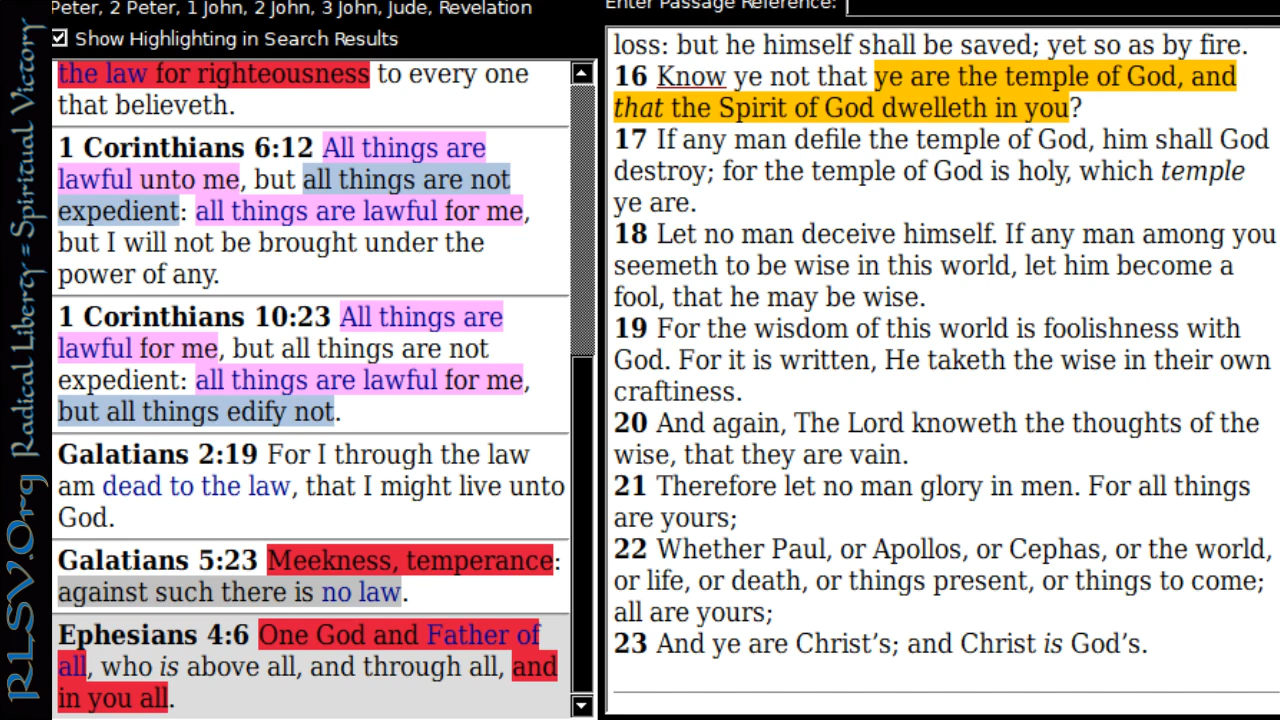 RLSV.Org Radical Liberty = Spiritual Victory
Peter, 2 Peter, 1 John, 2 John, 3 John, Jude, Revelation
Show Highlighting in Search Results
the law for righteousness to every one
that believeth.
1 Corinthians 6:12 All things are
lawful unto me, but all things are not
expedient: all things are lawful for me,
but I will not be brought under the
power of any.
1 Corinthians 10:23 All things are
lawful for me, but all things are not
expedient: all things are lawful for me,
but all things edify not.
Galatians 2:19 For I through the law
am dead to the law, that I might live unto
God.
Galatians 5:23 Meekness, temperance:
against such there is no law.
Ephesians 4:6 One God and Father of
all, who is above all, and through all, and
in you all.
Enter Passage Reference:
loss: but he himself shall be saved; yet so as by fire.
16 Know ye not that ye are the temple of God, and
that the Spirit of God dwelleth in you?
17 If any man defile the temple of God, him shall God
destroy; for the temple of God is holy, which temple
ye are.
18 Let no man deceive himself. If any man among you
seemeth to be wise in this world, let him become a
fool, that he may be wise.
19 For the wisdom of this world is foolishness with
God. For it is written, He taketh the wise in their own
craftiness.
20 And again, The Lord knoweth the thoughts of the
wise, that they are vain.
21 Therefore let no man glory in men. For all things
are yours;
22 Whether Paul, or Apollos, or Cephas, or the world,
or life, or death, or things present, or things to come;
all are yours;
23 And ye are Christ’s; and Christ is God’s.